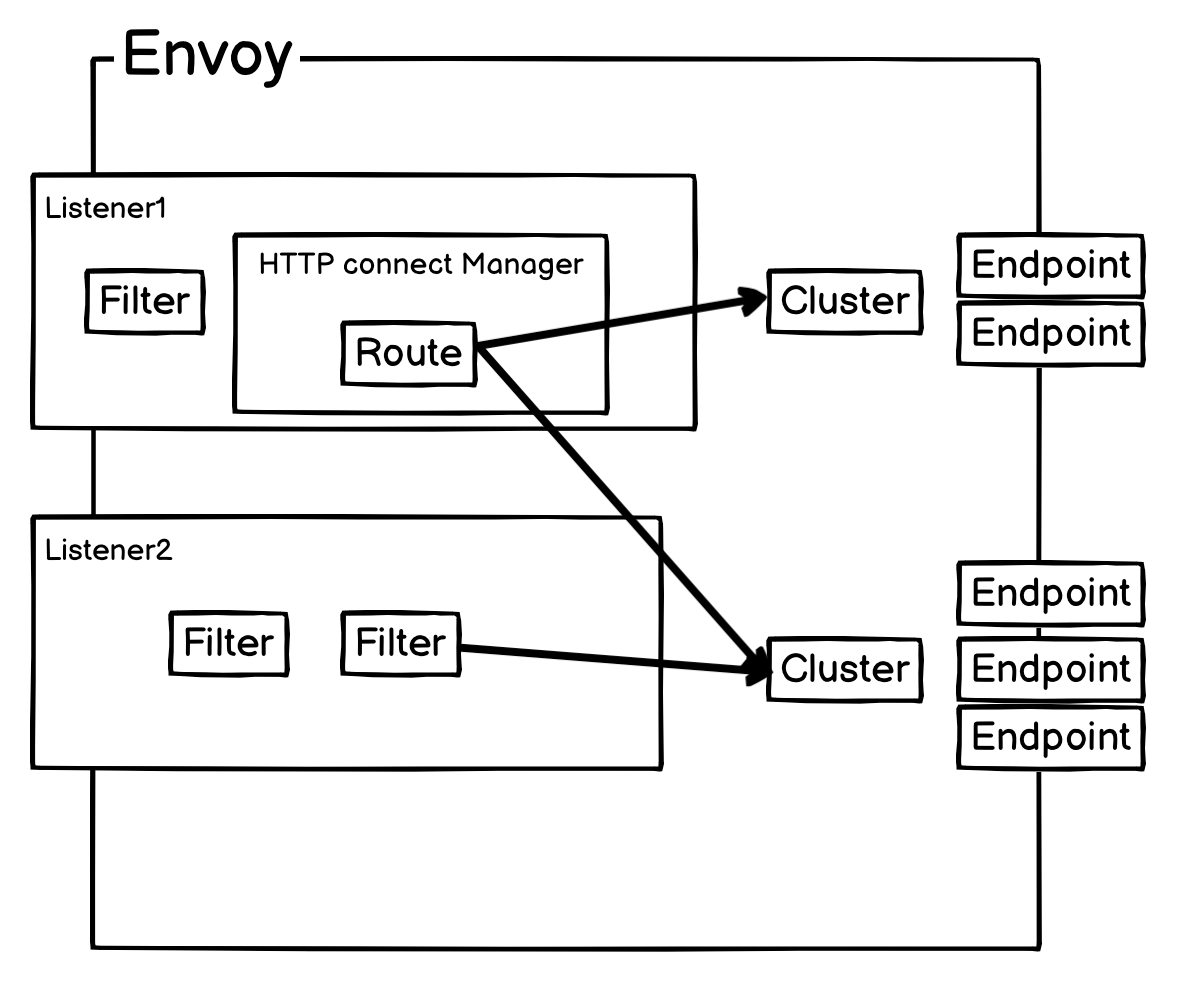 Envoy
Listener1
HTTP connect Manager
Filter
Route
Cluster
Endpoint
Endpoint
Listener2
Filter
Filter
Cluster
Endpoint
Endpoint
Endpoint